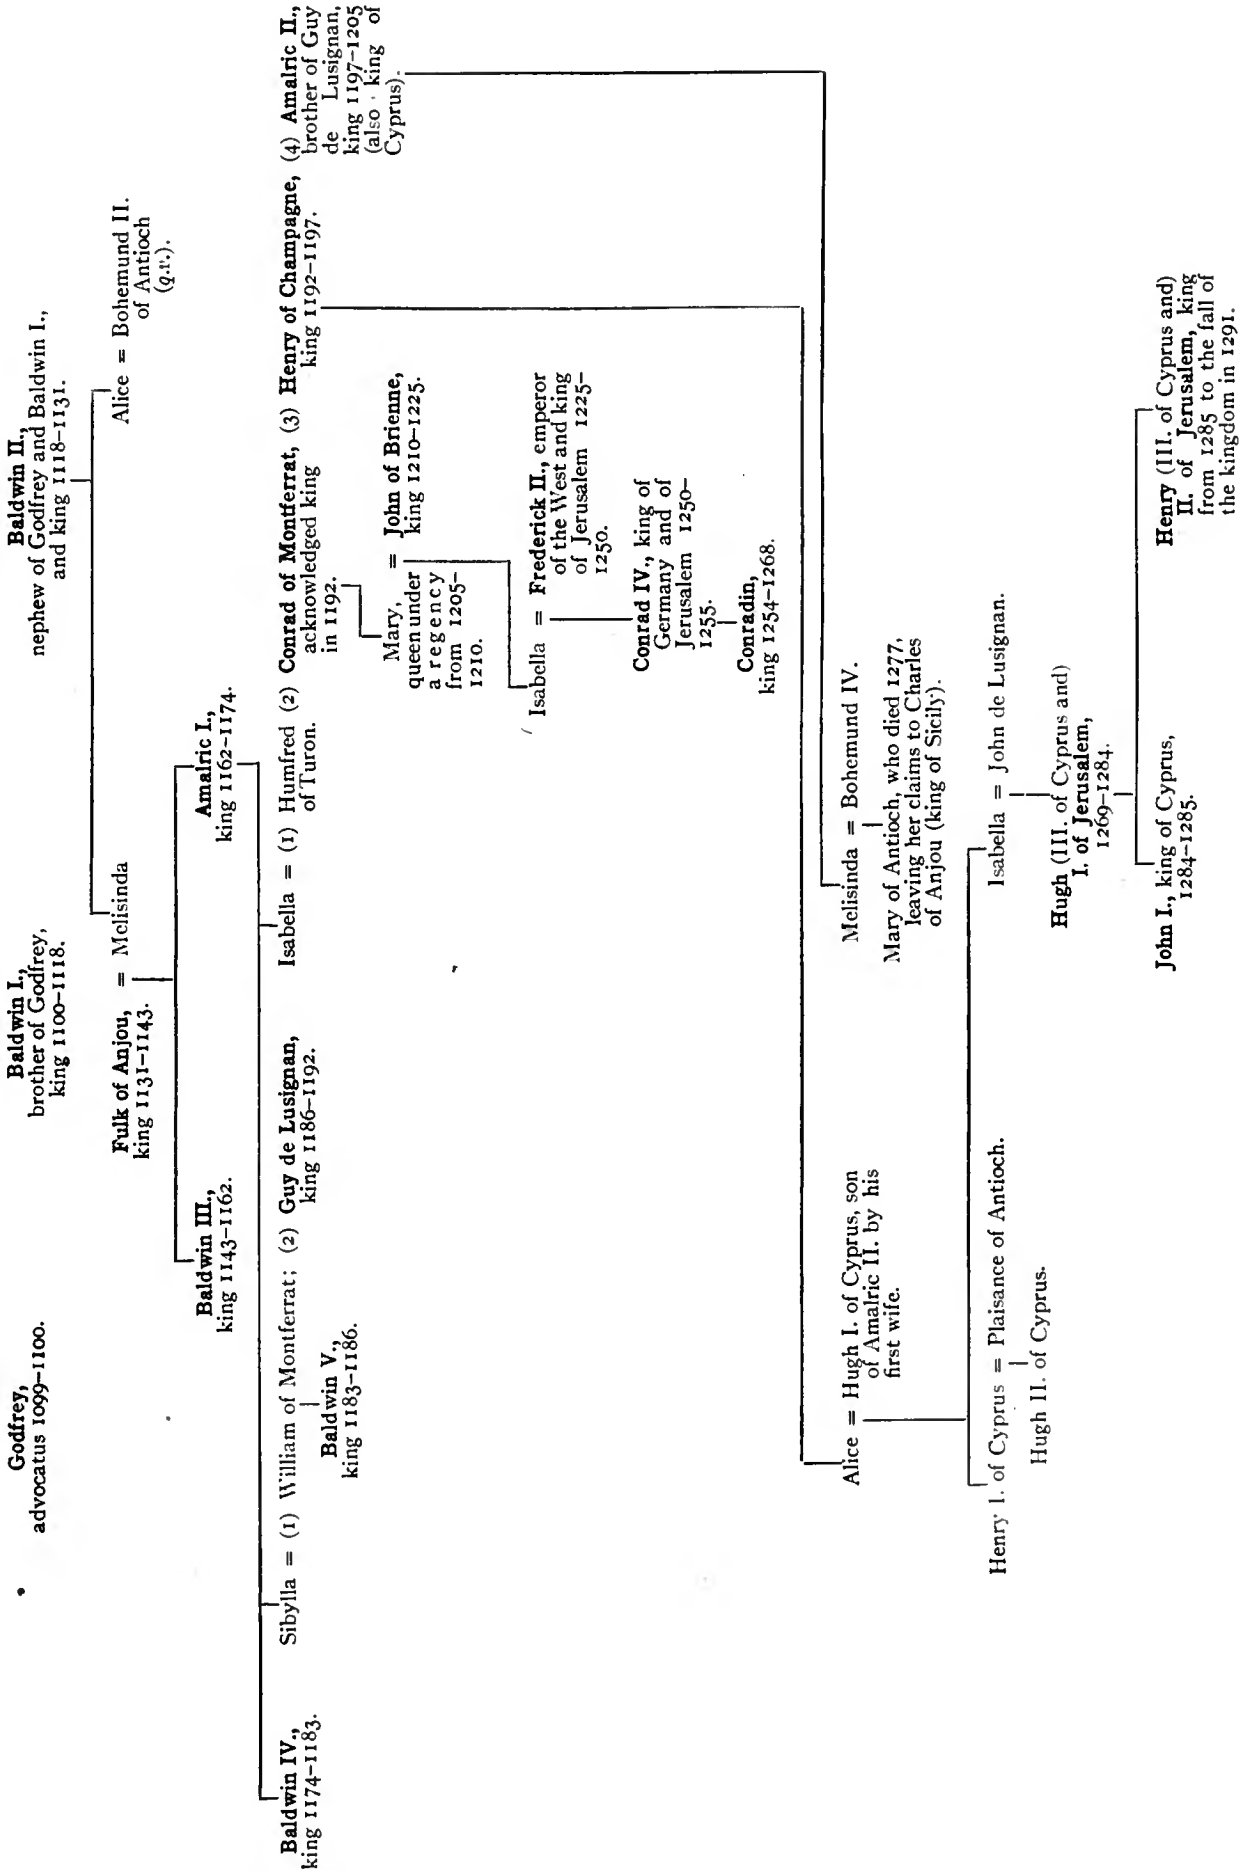 Godfrey,
advocatus 1099–1100.
Baldwin I.,
brother of Godfrey,
king 1100–1118.
Baldwin II.,
nephew of Godfrey and Baldwin I.,
and king 1118–1131.
Fulk of Anjou, = Melisinda
king 1131–1143.
Alice = Bohemund II.
of Antioch
(q.v.).
Baldwin III.,
king 1143–1162.
Amalric I.,
king 1162–1174.
Baldwin IV.,
king 1174–1183.
Sibylla = (1) William of Montferrat; (2) Guy de Lusignan,
king 1186–1192.
Baldwin V.,
king 1183–1186.
Isabella = (1) Humfred (2) Conrad of Montferrat, (3) Henry of Champagne, (4) Amalric II.,
of Turon.
acknowledged king
in 1192.
king 1192–1197.
brother of Guy
de Lusignan,
king 1197–1205
(also king of
Cyprus).
Mary, = John of Brienne,
queen under
a regency
from 1205–
1210.
king 1210–1225.
Isabella = Frederick II., emperor
of the West and king
of Jerusalem 1225–
1250.
Conrad IV., king of
Germany and of
Jerusalem 1250–
1255.
Conradin,
king 1254–1268.
Alice = Hugh I. of Cyprus, son
of Amalric II. by his
first wife.
Melisinda = Bohemund IV.
Mary of Antioch, who died 1277,
leaving her claims to Charles
of Anjou (king of Sicily).
Henry I. of Cyprus = Plaisance of Antioch.
Hugh II. of Cyprus.
Isabella = John de Lusignan.
Hugh (III. of Cyprus and)
I. of Jerusalem,
1269–1284.
John I., king of Cyprus,
1284–1285.
Henry (III. of Cyprus and)
II. of Jerusalem, king
from 1285 to the fall of
the kingdom in 1291.